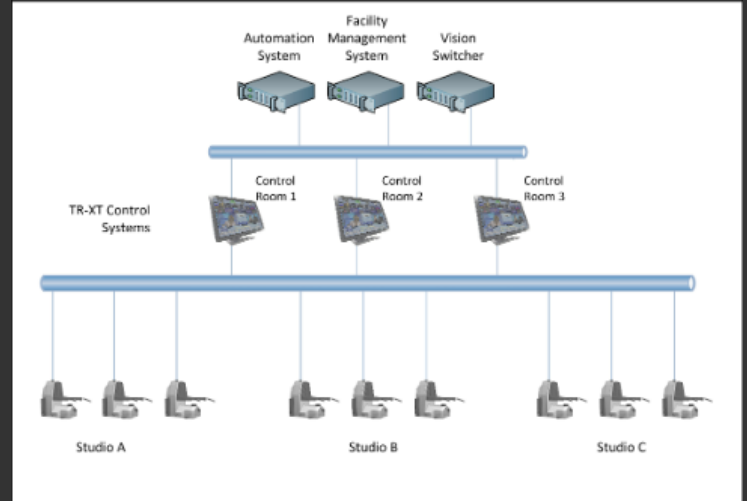 Automation
System
Facility
Management
System
Vision
Switcher
Control
Room 1
Control
Room 2
Control
Room 3
TR-XT Control
Systems
Studio A
Studio B
Studio C